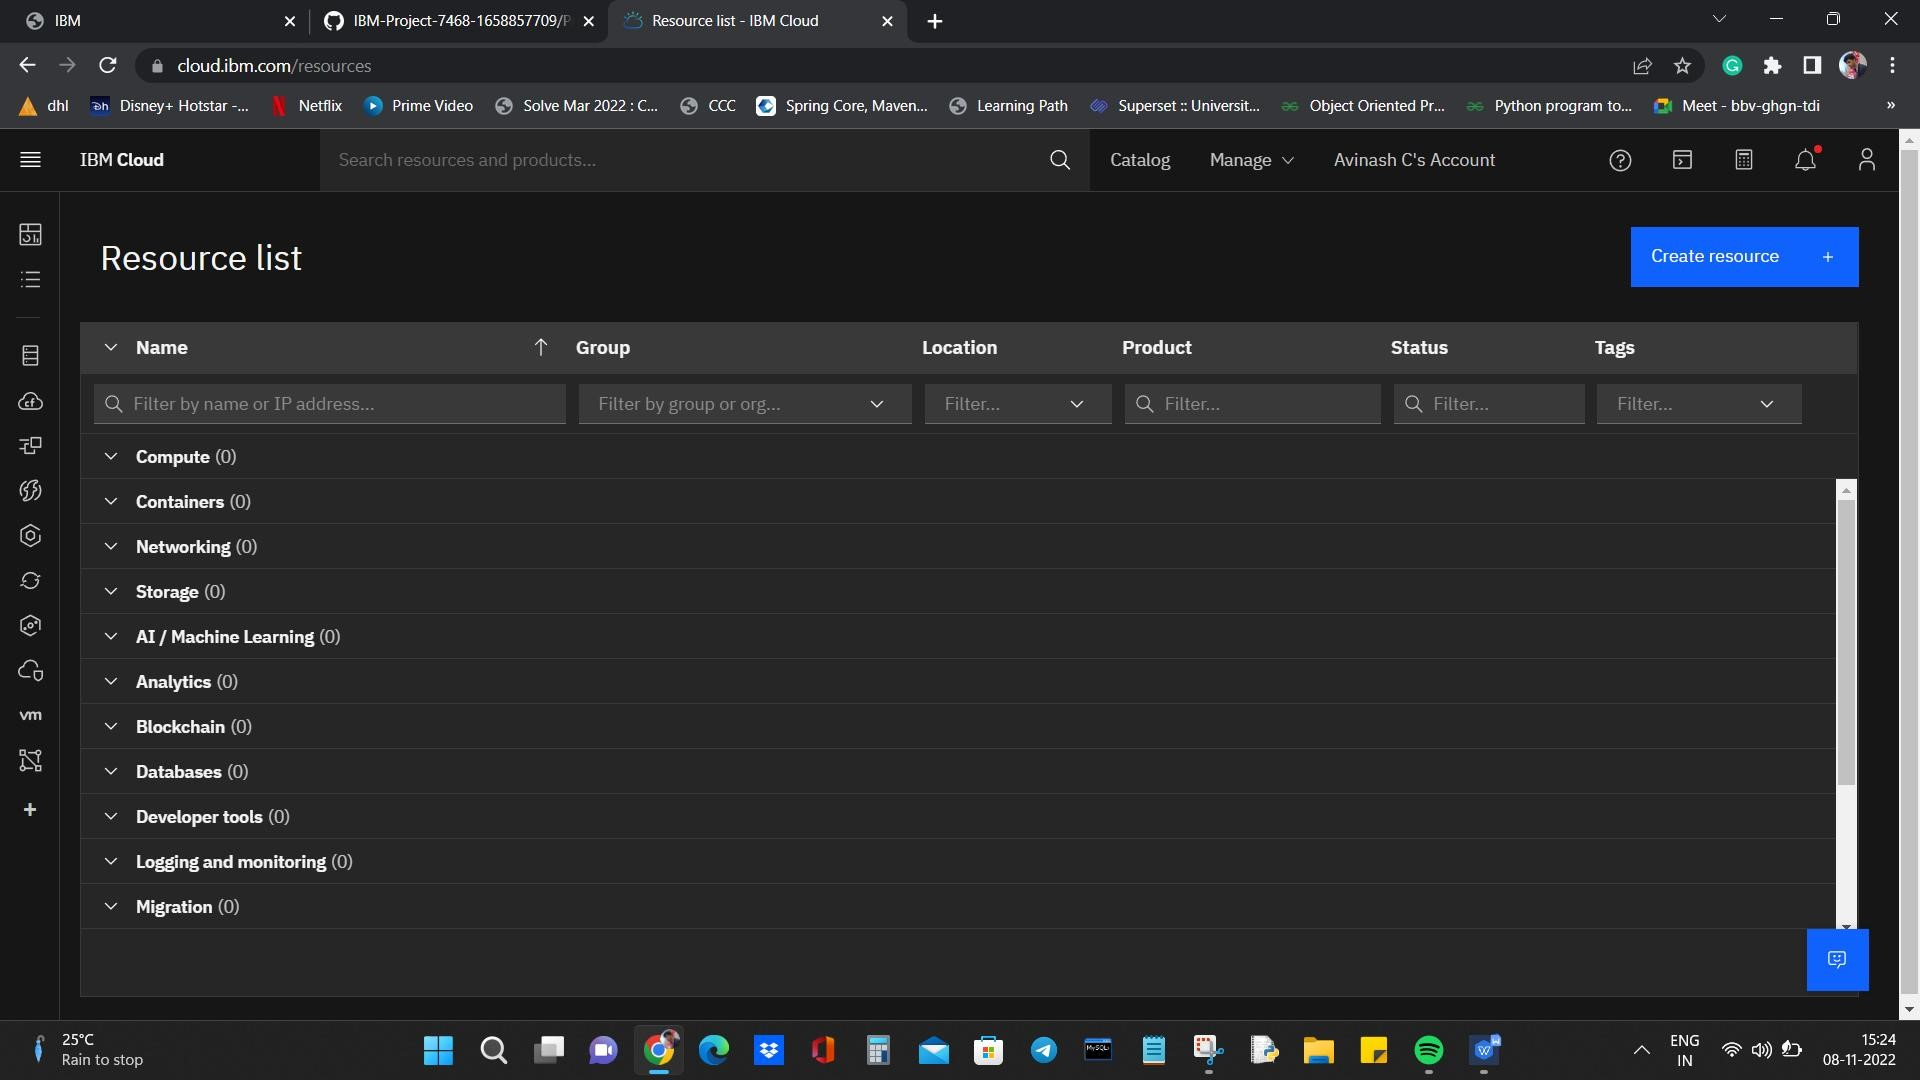 IBM
IBM-Project-7468-1658857709/P
Resource list - IBM Cloud
cloud.ibm.com/resources
dhl
Disney+ Hotstar -...
Netflix
Prime Video
Solve Mar 2022 : C...
CCC
Spring Core, Maven...
Learning Path
Superset :: Universit...
Object Oriented Pr...
Python program to...
Meet - bbv-ghgn-tdi
»
IBM Cloud
Search resources and products...
Catalog
Manage
Avinash C's Account
Resource list
Create resource +
Name
Group
Location
Product
Status
Tags
Filter by name or IP address...
Filter by group or org...
Filter...
Filter...
Filter...
Filter...
Compute (0)
Containers (0)
Networking (0)
Storage (0)
AI / Machine Learning (0)
Analytics (0)
Blockchain (0)
Databases (0)
Developer tools (0)
Logging and monitoring (0)
Migration (0)
vm
25°C
Rain to stop
MySQL
ENG
IN
15:24
08-11-2022